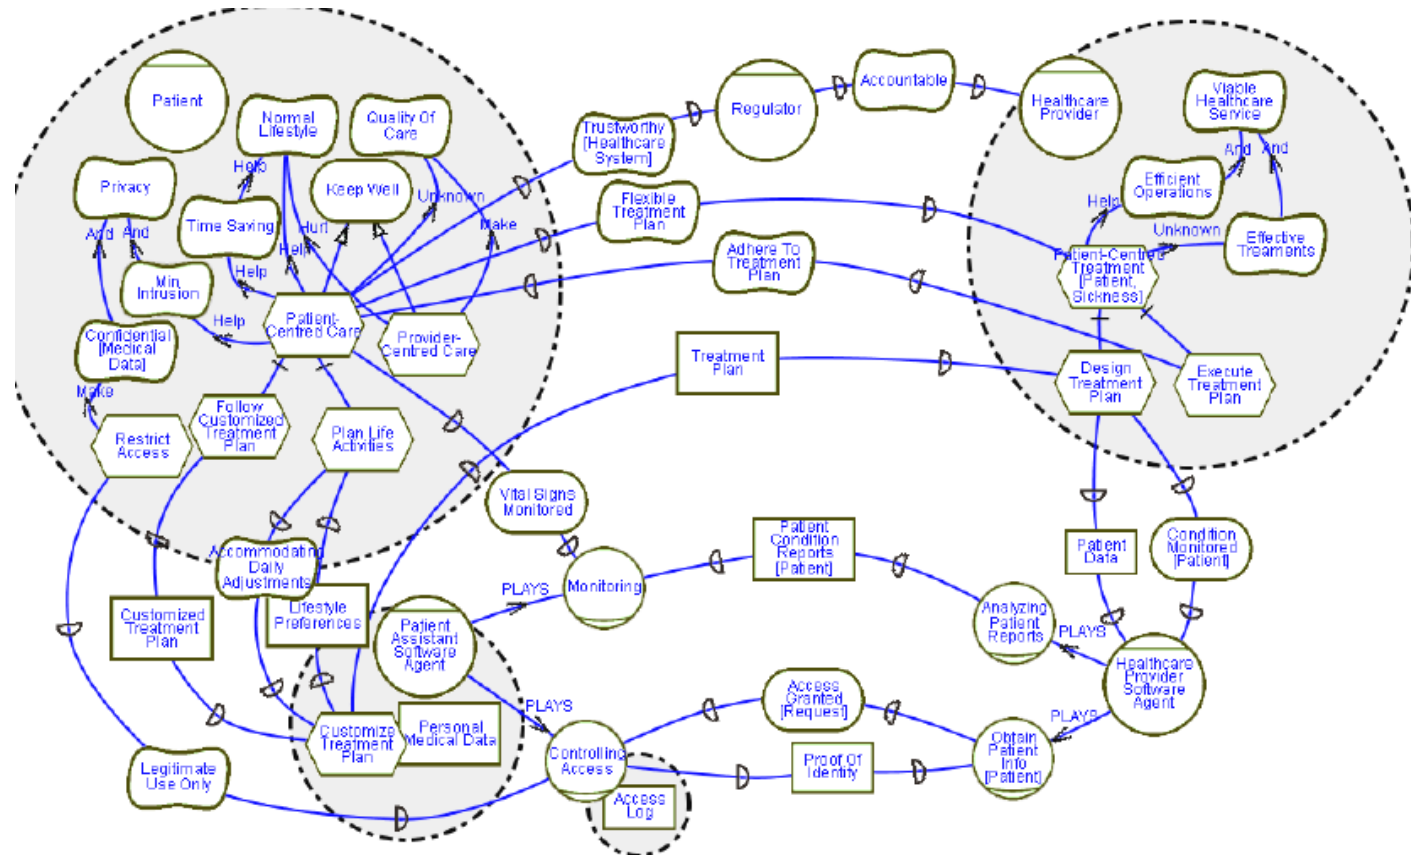 Patient
Normal
Lifestyle
Quality Of
Care
Trustworthy
[Healthcare
System]
Regulator
Accountable
Healthcare
Provider
Viable
Healthcare
Service
And
And
Help
Privacy
Keep Well
Unknown
Flexible
Treatment
Plan
Efficient
Operations
Help
Unknown
Time Saving
Hurt
Make
And
And
Help
Help
Adhere To
Treatment
Plan
Effective
Treaments
Patient-Centred
Treatment
[Patient,
Sickness]
Min.
Intrusion
Help
Patient-
Centred Care
Provider-
Centred Care
Confidential
[Medical
Data]
Make
Treatment
Plan
Design
Treatment
Plan
Execute
Treatment
Plan
Restrict
Access
Follow
Customized
Treatment
Plan
Plan Life
Activities
Vital Signs
Monitored
Accommodating
Daily
Adjustments
Patient
Condition
Reports
[Patient]
Patient
Data
Condition
Monitored
[Patient]
PLAYS
Monitoring
Customized
Treatment
Plan
Lifestyle
Preferences
Patient
Assistant
Software
Agent
Analyzing
Patient
Reports
PLAYS
Healthcare
Provider
Software
Agent
PLAYS
Access
Granted
[Request]
PLAYS
Customize
Treatment
Plan
Personal
Medical Data
Controlling
Access
Proof Of
Identity
Obtain
Patient
Info
[Patient]
Legitimate
Use Only
Access
Log